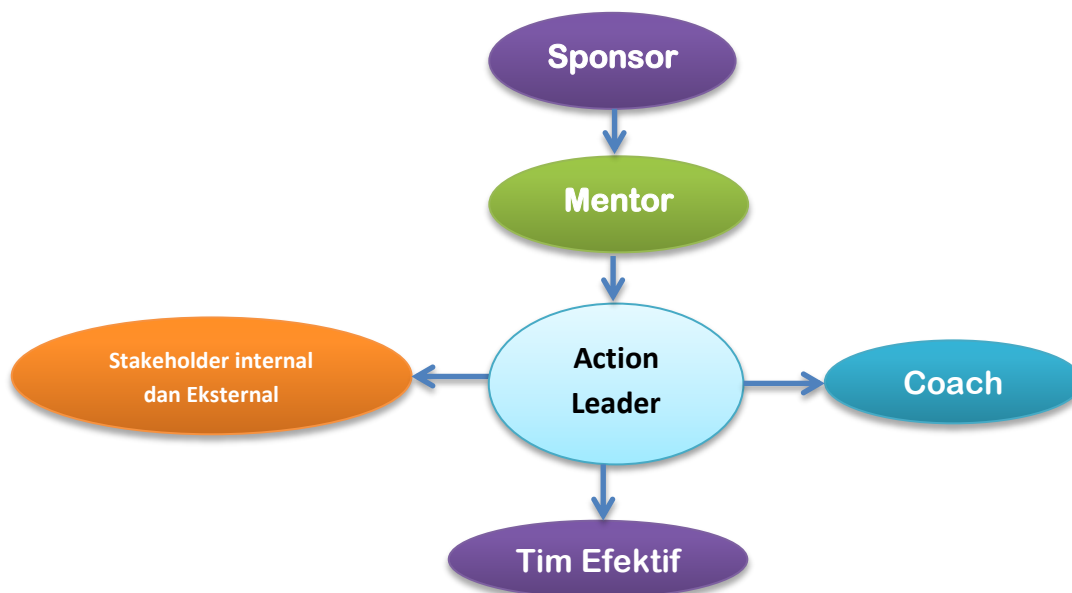 Sponsor
Mentor
Action
Leader
Stakeholder internal
dan Eksternal
Coach
Tim Efektif